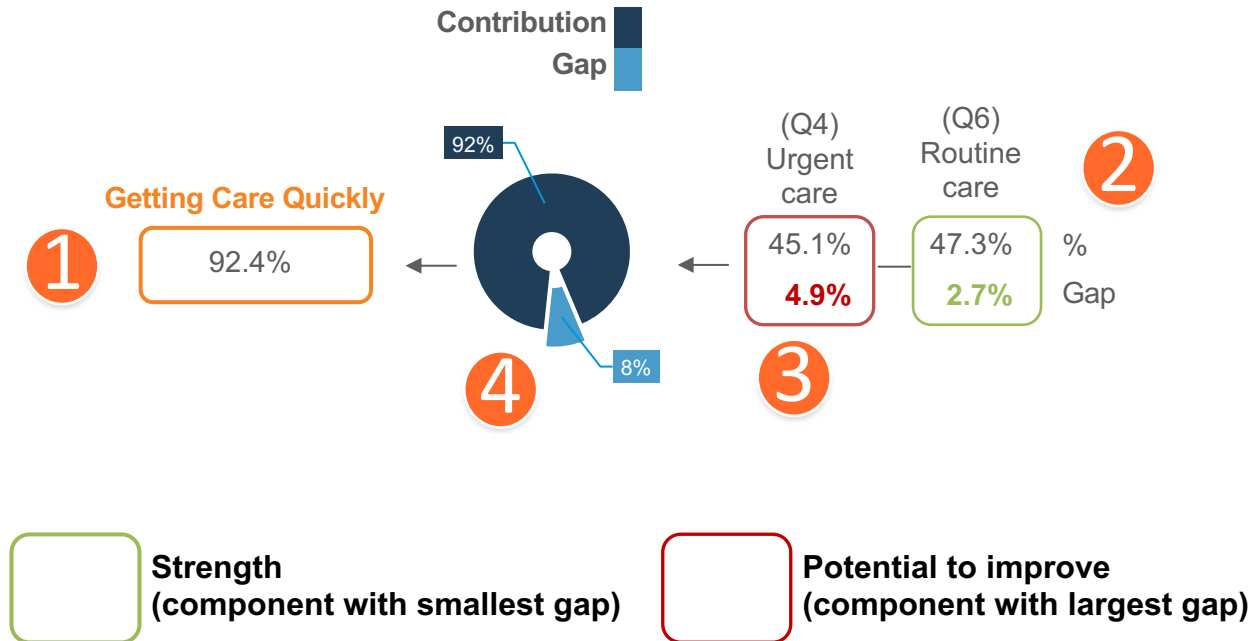 Contribution
Gap
92%
(Q4)
Urgent
care
(Q6)
Routine
care
2
Getting Care Quickly
1
92.4%
45.1%
47.3%
%
4.9%
2.7%
Gap
8%
4
3
Strength
(component with smallest gap)
Potential to improve
(component with largest gap)